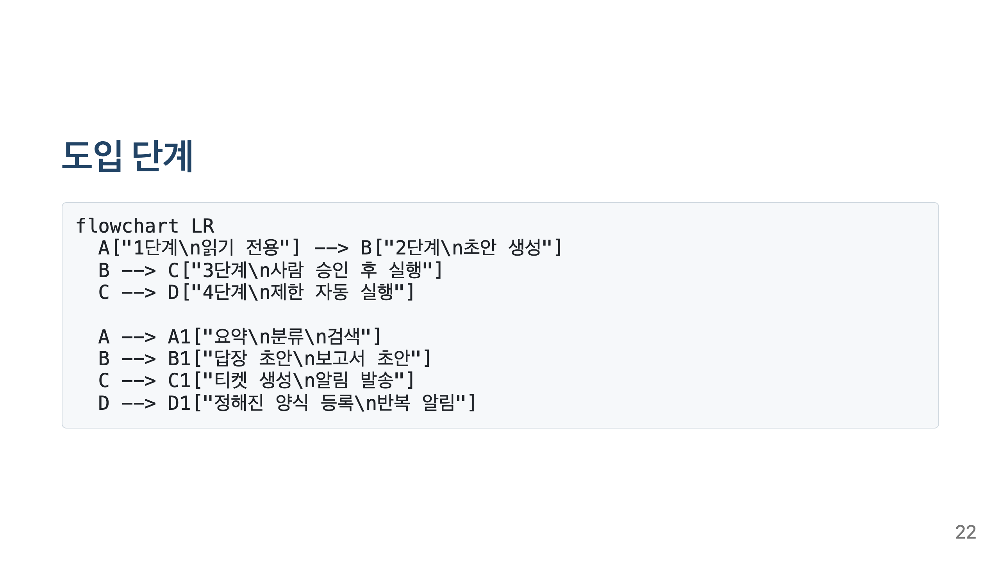 도입 단계
flowchart LR
  A["1단계\n읽기 전용"] --> B["2단계\n초안 생성"]
  B --> C["3단계\n사람 승인 후 실행"]
  C --> D["4단계\n제한 자동 실행"]

  A --> A1["요약\n분류\n검색"]
  B --> B1["답장 초안\n보고서 초안"]
  C --> C1["티켓 생성\n알림 발송"]
  D --> D1["정해진 양식 등록\n반복 알림"]
22